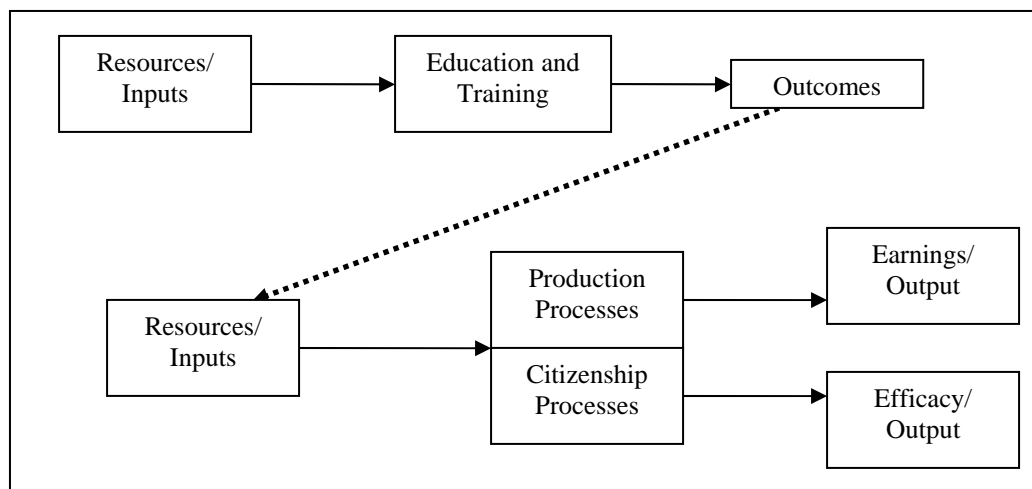 Resources/
Inputs
Education and
Training
Outcomes
Resources/
Inputs
Production
Processes
Citizenship
Processes
Earnings/
Output
Efficacy/
Output